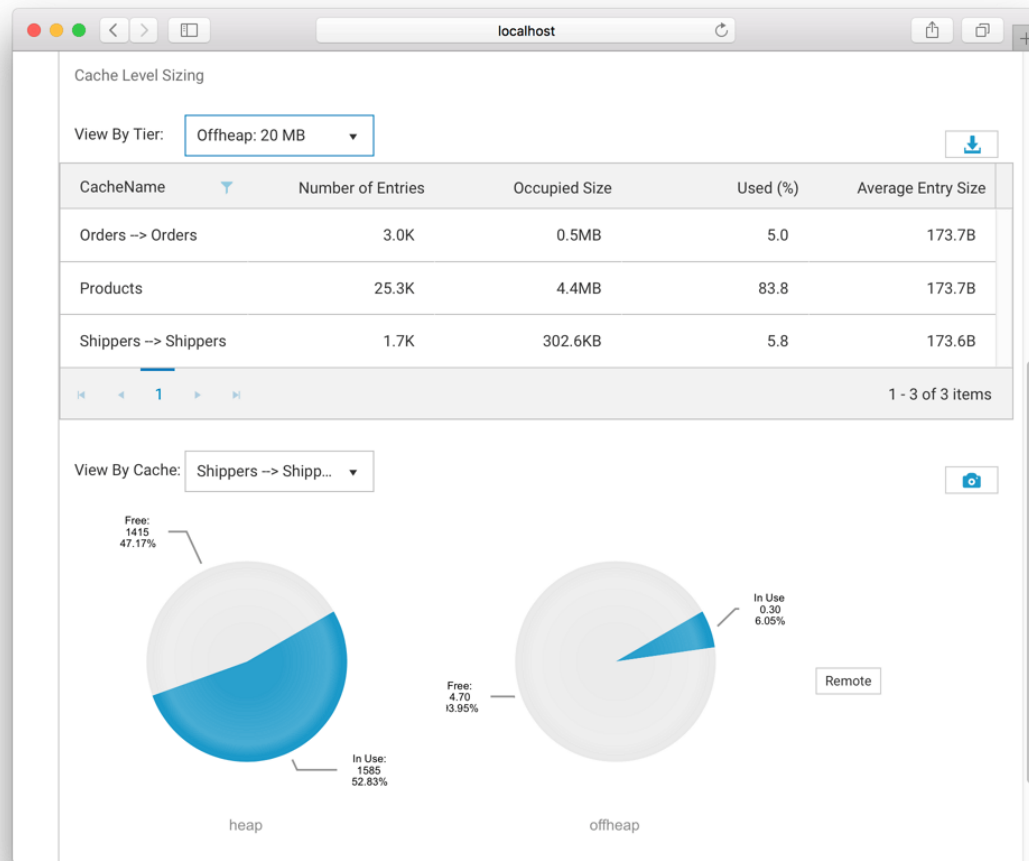 localhost
Cache Level Sizing
View By Tier: Offheap: 20 MB
CacheName Number of Entries Occupied Size Used (%) Average Entry Size
Orders --> Orders 3.0K 0.5MB 5.0 173.7B
Products 25.3K 4.4MB 83.8 173.7B
Shippers --> Shippers 1.7K 302.6KB 5.8 173.6B
1 1 - 3 of 3 items
View By Cache: Shippers --> Shipp...
Free:
1415
47.17%
In Use:
1585
52.83%
heap
In Use
0.30
6.05%
Free:
4.70
3.95%
offheap
Remote